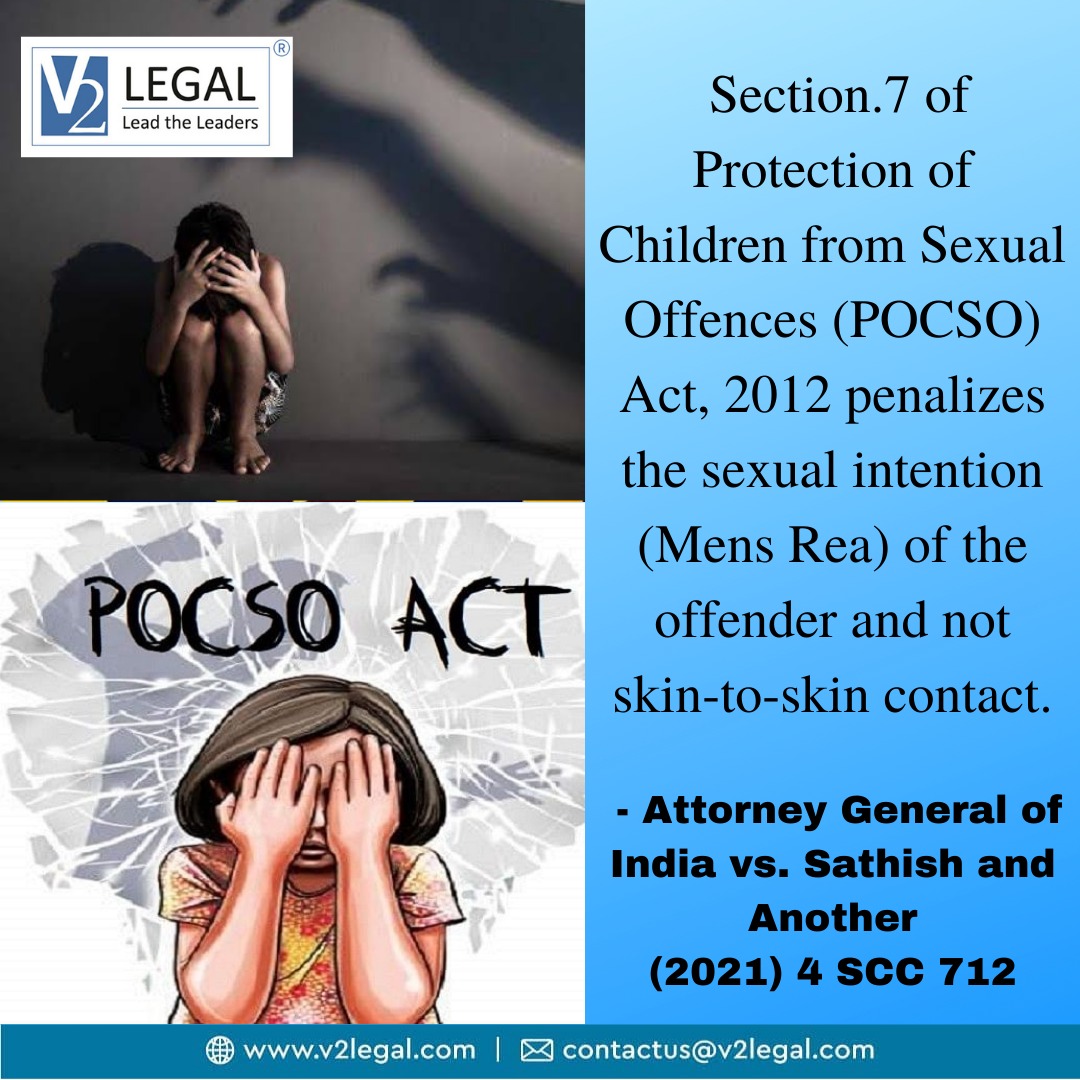 V2 LEGAL ®
Lead the Leaders
Section.7 of
Protection of
Children from Sexual
Offences (POCSO)
Act, 2012 penalizes
the sexual intention
(Mens Rea) of the
offender and not
skin-to-skin contact.
- Attorney General of
India vs. Sathish and
Another
(2021) 4 SCC 712
POCSO ACT
www.v2legal.com | contactus@v2legal.com